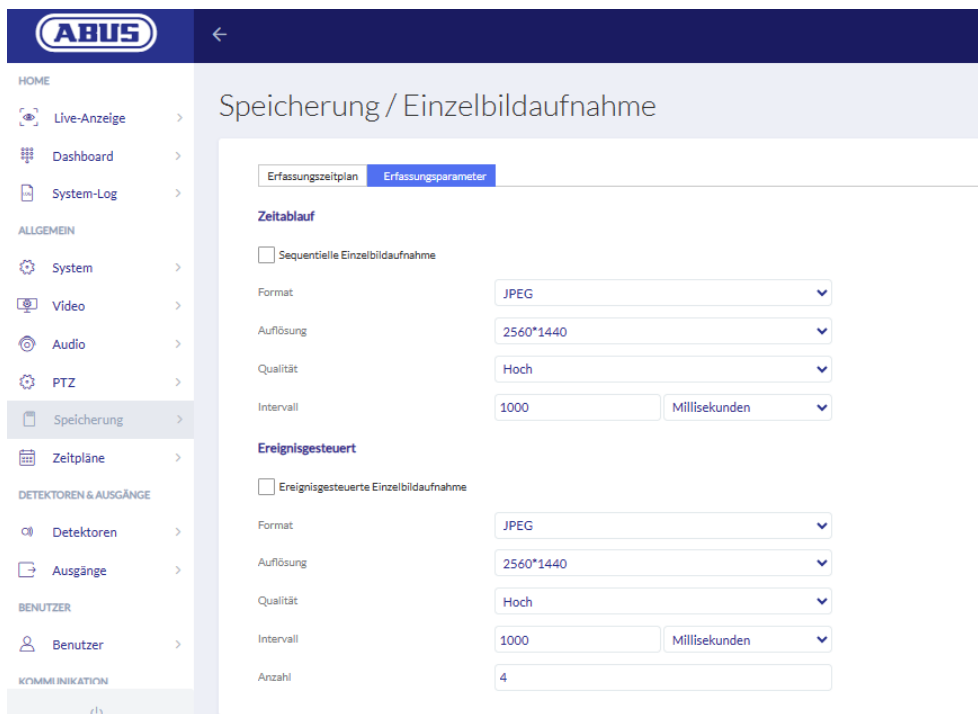 ABUS
HOME
Live-Anzeige
Dashboard
System-Log
ALLGEMEIN
System
Video
Audio
PTZ
Speicherung
Zeitpläne
DETEKTOREN & AUSGÄNGE
Detektoren
Ausgänge
BENUTZER
Benutzer
KOMMUNIKATION
Speicherung / Einzelbildaufnahme
Erfassungszeitplan Erfassungsparameter
Zeitablauf
Sequentielle Einzelbildaufnahme
Format JPEG
Auflösung 2560*1440
Qualität Hoch
Intervall 1000 Millisekunden
Ereignisgesteuert
Ereignisgesteuerte Einzelbildaufnahme
Format JPEG
Auflösung 2560*1440
Qualität Hoch
Intervall 1000 Millisekunden
Anzahl 4